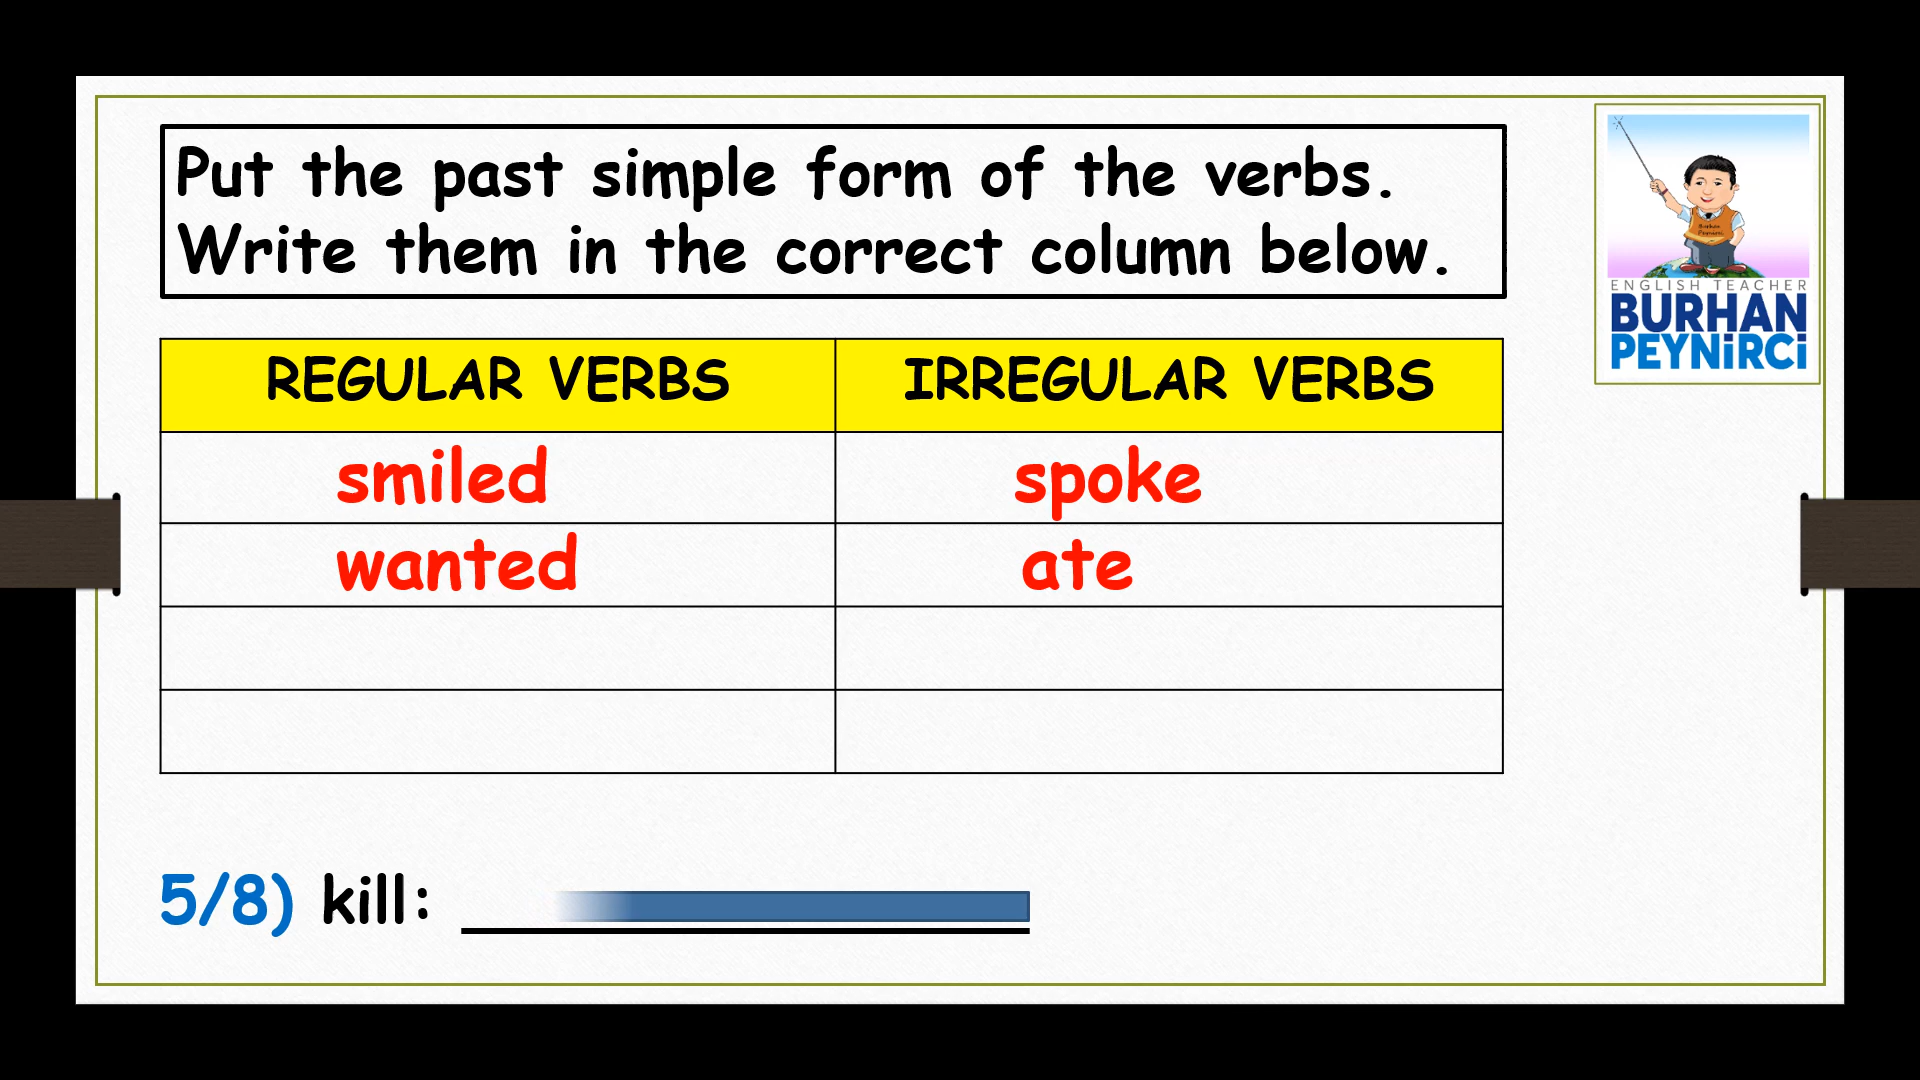 Put the past simple form of the verbs.
Write them in the correct column below.
ENGLISH TEACHER
BURHAN
PEYNiRCi
REGULAR VERBS IRREGULAR VERBS
smiled spoke
wanted ate
5/8) kill: